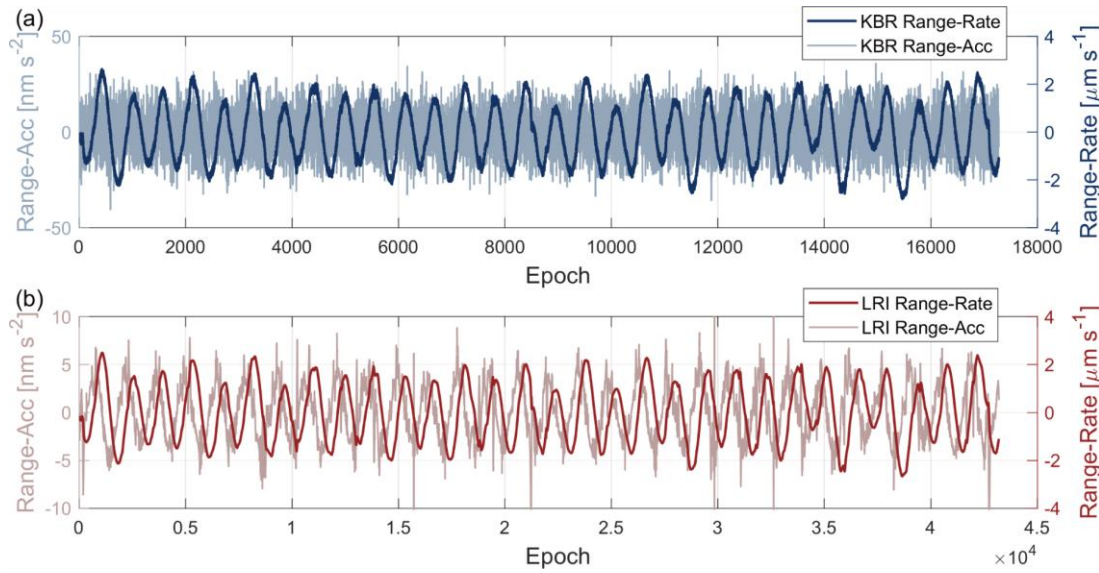 (a)
KBR Range-Rate
KBR Range-Acc
50
0
-50
Range-Acc [nm s⁻²]
4
2
0
-2
-4
Range-Rate [μm s⁻¹]
0 2000 4000 6000 8000 10000 12000 14000 16000 18000
Epoch
(b)
LRI Range-Rate
LRI Range-Acc
10
5
0
-5
-10
Range-Acc [nm s⁻²]
4
2
0
-2
-4
Range-Rate [μm s⁻¹]
0 0.5 1 1.5 2 2.5 3 3.5 4 4.5
Epoch
×10⁴